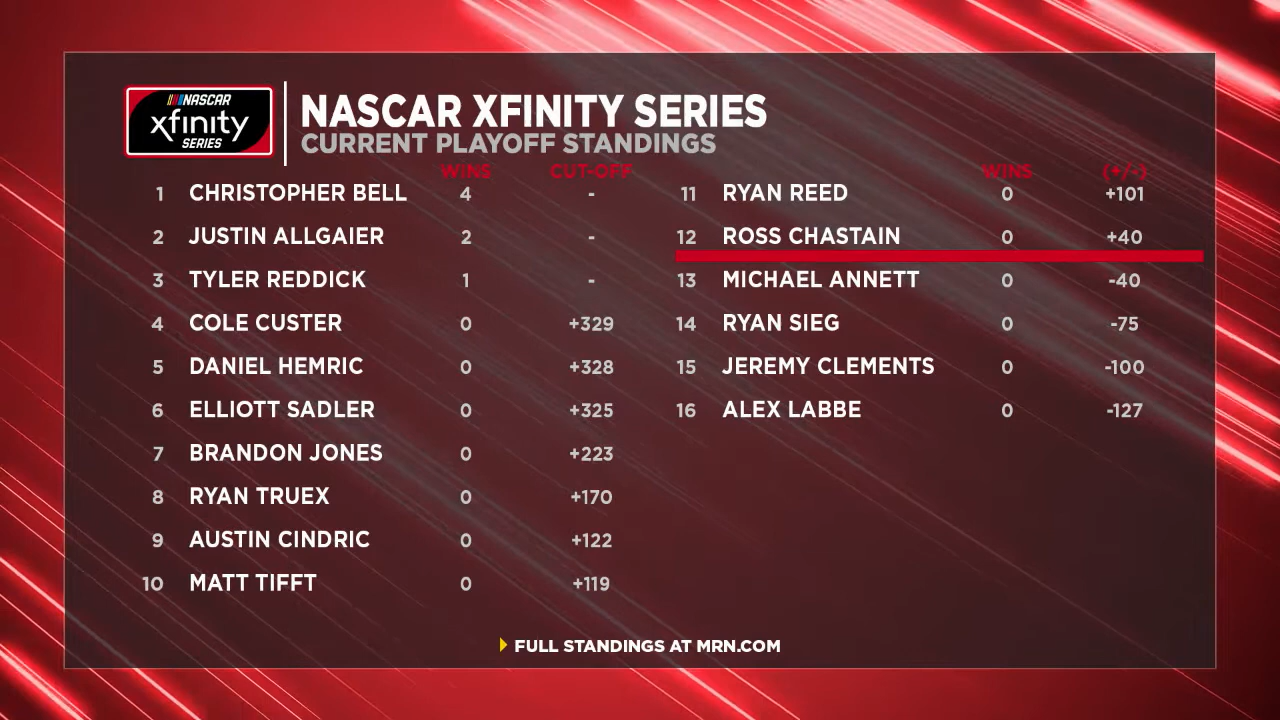 NASCAR
xfinity
SERIES
NASCAR XFINITY SERIES
CURRENT PLAYOFF STANDINGS
WINS CUT-OFF
1 CHRISTOPHER BELL 4 -
2 JUSTIN ALLGAIER 2 -
3 TYLER REDDICK 1 -
4 COLE CUSTER 0 +329
5 DANIEL HEMRIC 0 +328
6 ELLIOTT SADLER 0 +325
7 BRANDON JONES 0 +223
8 RYAN TRUEX 0 +170
9 AUSTIN CINDRIC 0 +122
10 MATT TIFFT 0 +119
WINS (+/-)
11 RYAN REED 0 +101
12 ROSS CHASTAIN 0 +40
13 MICHAEL ANNETT 0 -40
14 RYAN SIEG 0 -75
15 JEREMY CLEMENTS 0 -100
16 ALEX LABBE 0 -127
FULL STANDINGS AT MRN.COM